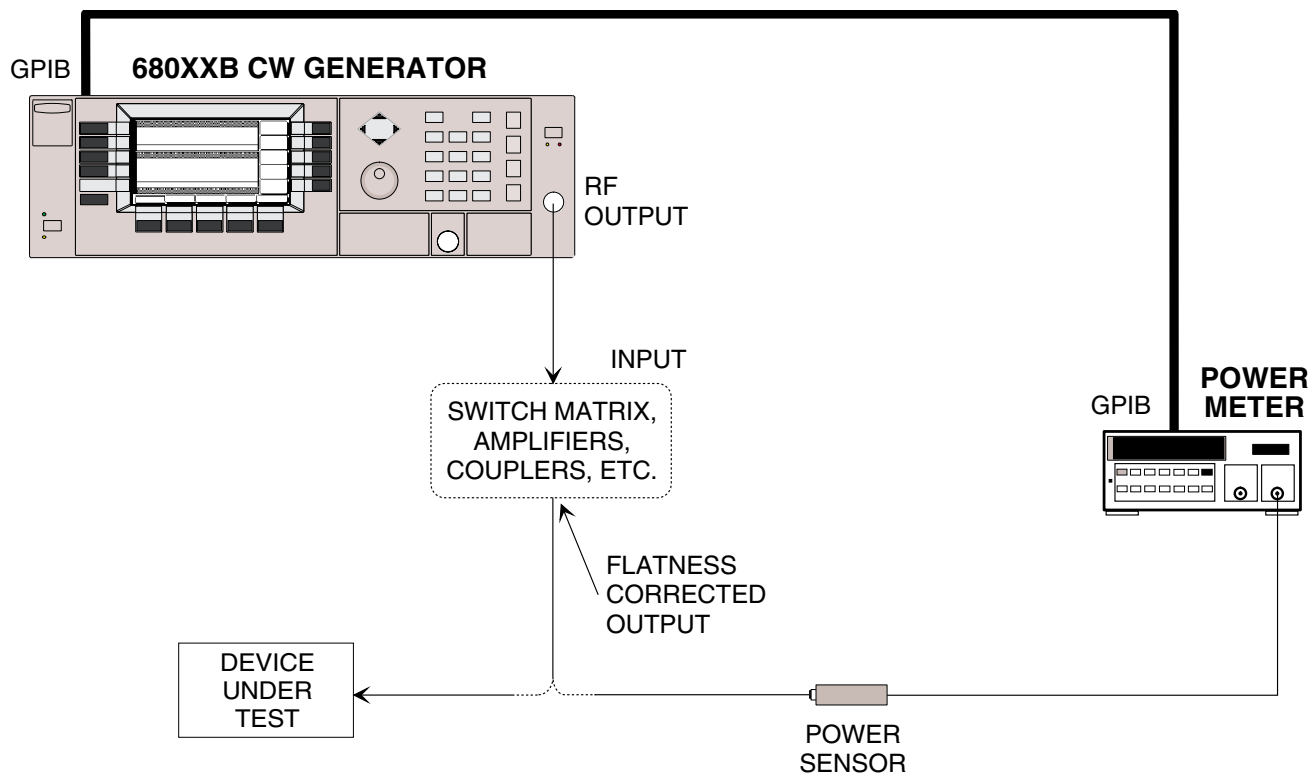 GPIB
680XXB CW GENERATOR
RF
OUTPUT
INPUT
SWITCH MATRIX,
AMPLIFIERS,
COUPLERS, ETC.
POWER
METER
GPIB
FLATNESS
CORRECTED
OUTPUT
DEVICE
UNDER
TEST
POWER
SENSOR